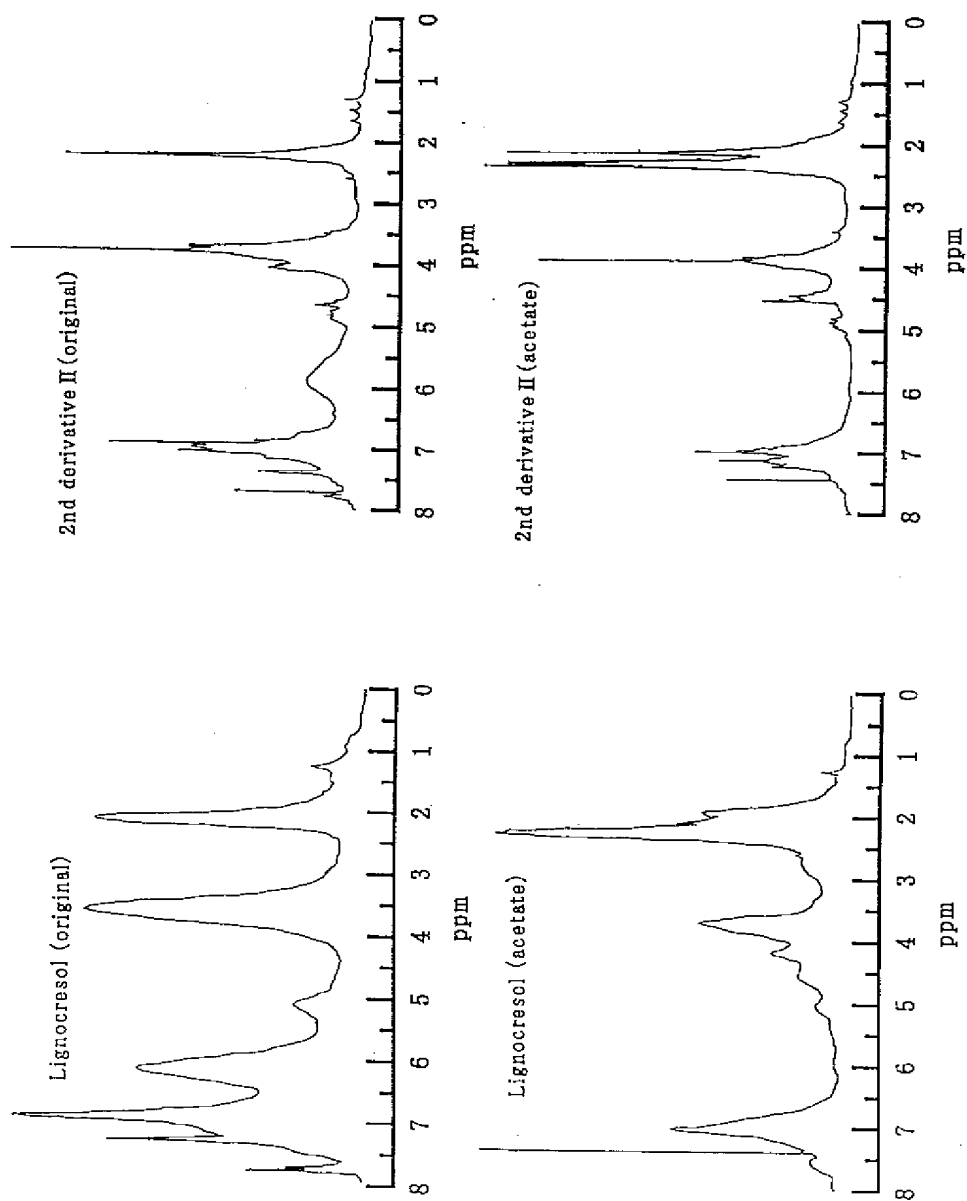 2nd derivative II (original)
0 1 2 3 4 5 6 7 8
ppm
2nd derivative II (acetate)
0 1 2 3 4 5 6 7 8
ppm
Lignocresol (original)
0 1 2 3 4 5 6 7 8
ppm
Lignocresol (acetate)
0 1 2 3 4 5 6 7 8
ppm